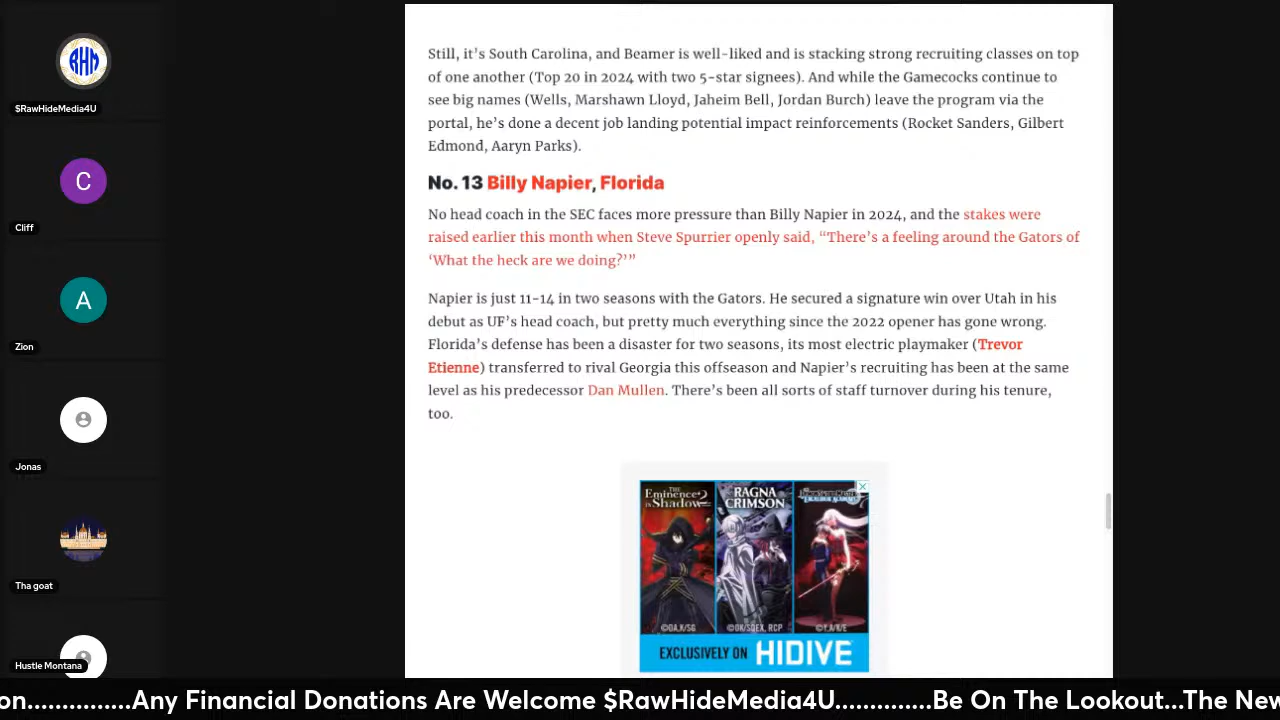 RHM
$RawHideMedia4U
C
Cliff
A
Zion
Jonas
Tha goat
Hustle Montana
Still, it’s South Carolina, and Beamer is well-liked and is stacking strong recruiting classes on top
of one another (Top 20 in 2024 with two 5-star signees). And while the Gamecocks continue to
see big names (Wells, Marshawn Lloyd, Jaheim Bell, Jordan Burch) leave the program via the
portal, he’s done a decent job landing potential impact reinforcements (Rocket Sanders, Gilbert
Edmond, Aaryn Parks).
No. 13 Billy Napier, Florida
No head coach in the SEC faces more pressure than Billy Napier in 2024, and the stakes were
raised earlier this month when Steve Spurrier openly said, “There’s a feeling around the Gators of
‘What the heck are we doing?’”
Napier is just 11-14 in two seasons with the Gators. He secured a signature win over Utah in his
debut as UF’s head coach, but pretty much everything since the 2022 opener has gone wrong.
Florida’s defense has been a disaster for two seasons, its most electric playmaker (Trevor
Etienne) transferred to rival Georgia this offseason and Napier’s recruiting has been at the same
level as his predecessor Dan Mullen. There’s been all sorts of staff turnover during his tenure,
too.
THE
Eminence 2
in Shadow
RAGNA
CRIMSON
©DA,K/SG
©DK/SQEX, RCP
EXCLUSIVELY ON HIDIVE
on...............Any Financial Donations Are Welcome $RawHideMedia4U.............Be On The Lookout...The New